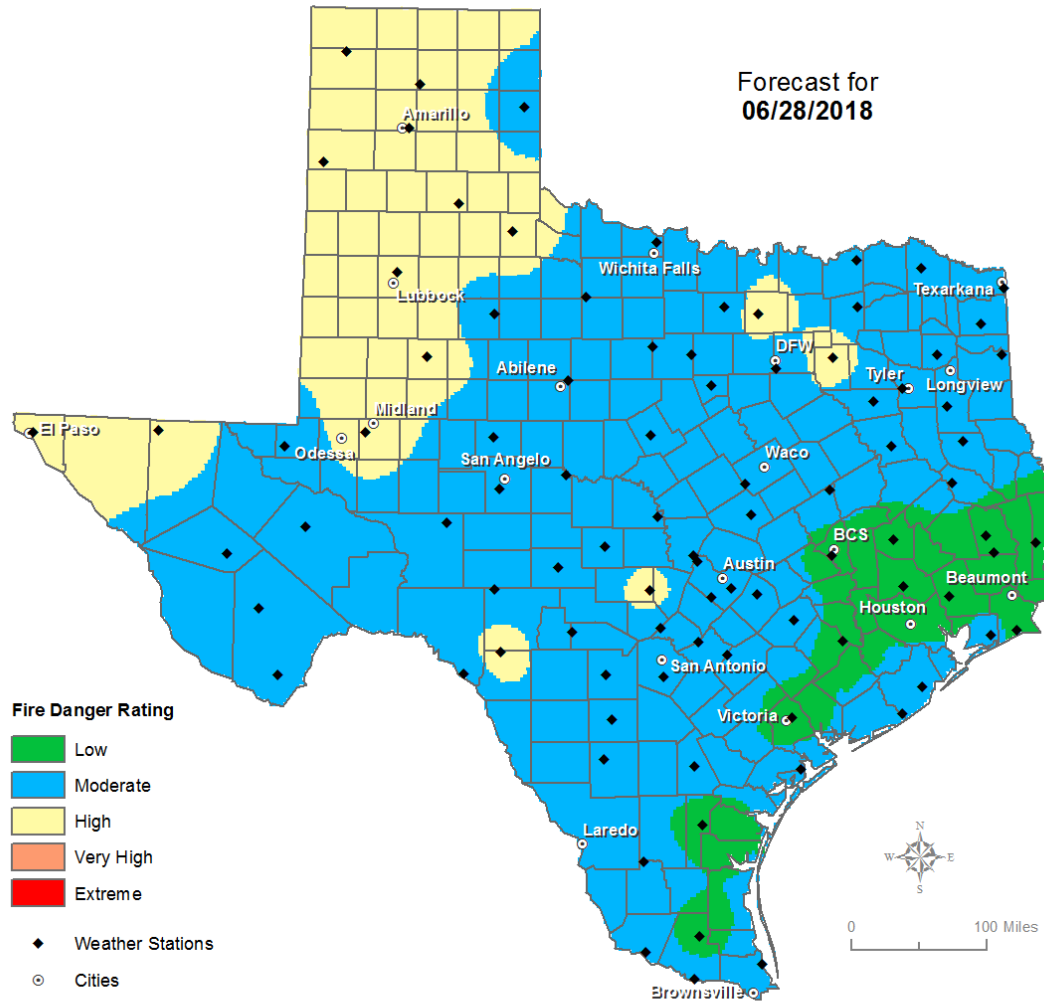 Forecast for
06/28/2018
Amarillo
Wichita Falls
Lubbock
Texarkana
DFW
Abilene
Tyler
Longview
Midland
El Paso
Odessa
San Angelo
Waco
BCS
Austin
Beaumont
Houston
San Antonio
Victoria
Laredo
Brownsville
Fire Danger Rating
Low
Moderate
High
Very High
Extreme
Weather Stations
Cities
N
W E
S
0 100 Miles